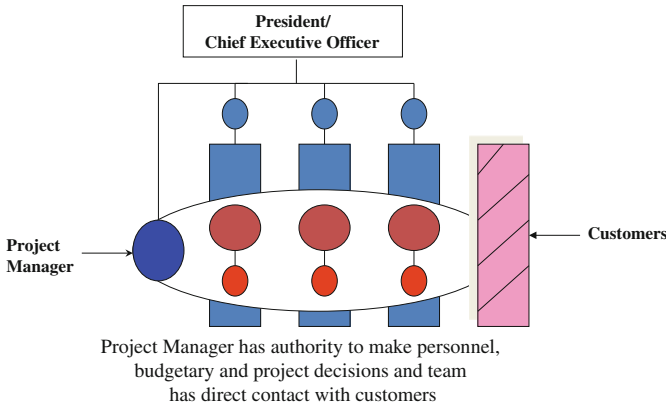 President/
Chief Executive Officer
Project
Manager
Customers
Project Manager has authority to make personnel,
budgetary and project decisions and team
has direct contact with customers